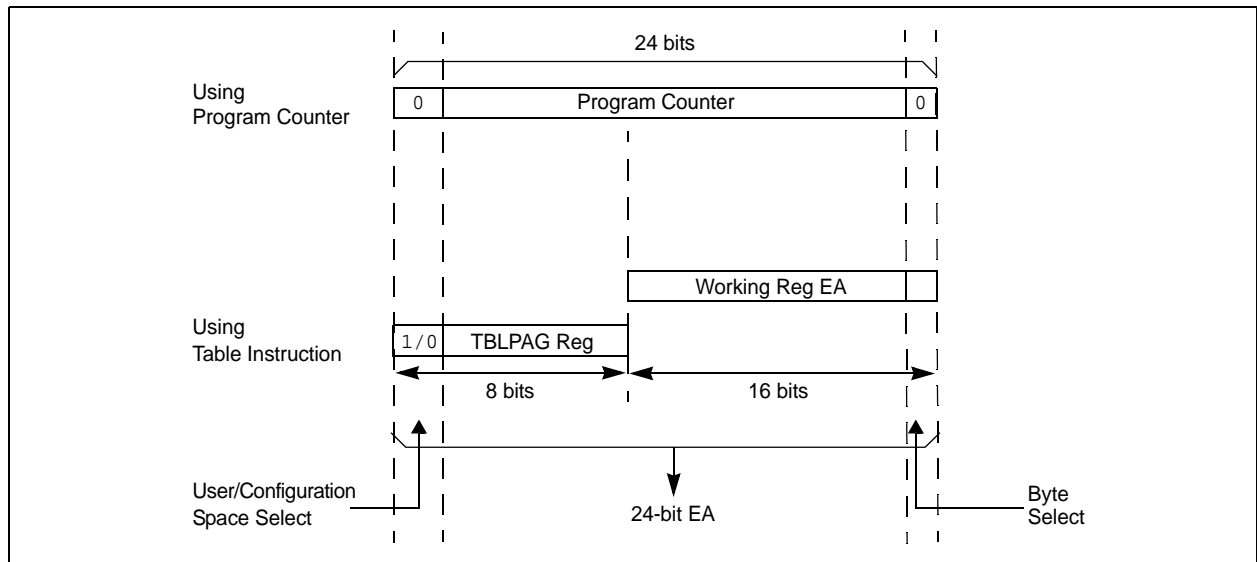 24 bits
Using
Program Counter
0
Program Counter
0
Working Reg EA
Using
Table Instruction
1/0
TBLPAG Reg
8 bits
16 bits
User/Configuration
Space Select
24-bit EA
Byte
Select